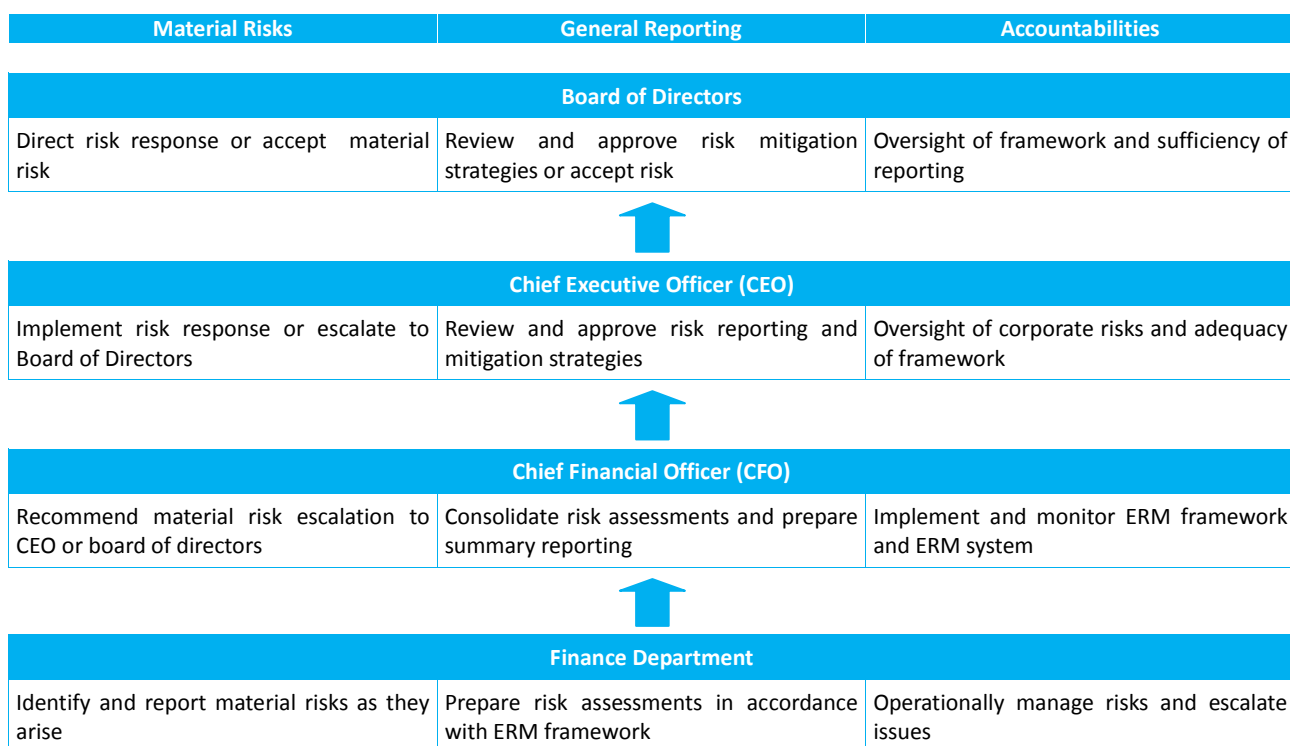 Material Risks General Reporting Accountabilities
Board of Directors
Direct risk response or accept material risk
Review and approve risk mitigation strategies or accept risk
Oversight of framework and sufficiency of reporting
Chief Executive Officer (CEO)
Implement risk response or escalate to Board of Directors
Review and approve risk reporting and mitigation strategies
Oversight of corporate risks and adequacy of framework
Chief Financial Officer (CFO)
Recommend material risk escalation to CEO or board of directors
Consolidate risk assessments and prepare summary reporting
Implement and monitor ERM framework and ERM system
Finance Department
Identify and report material risks as they arise
Prepare risk assessments in accordance with ERM framework
Operationally manage risks and escalate issues